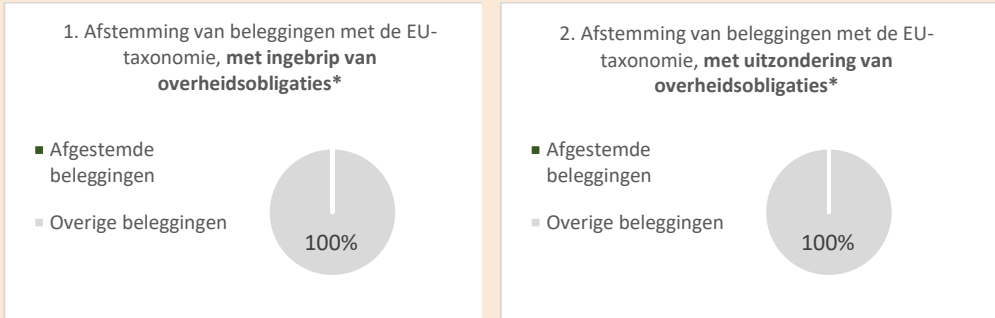 1. Afstemming van beleggingen met de EU-
taxonomie, met ingebrip van
overheidsobligaties*
Afgestemde
beleggingen
Overige beleggingen
100%
2. Afstemming van beleggingen met de EU-
taxonomie, met uitzondering van
overheidsobligaties*
Afgestemde
beleggingen
Overige beleggingen
100%